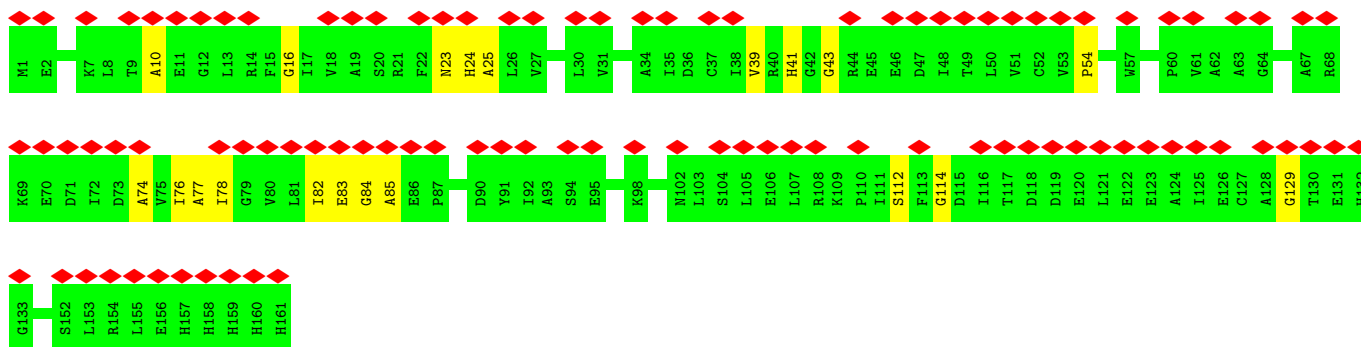 M1 E2 K7 L8 T9 A10 E11 G12 L13 R14 F15 G16 I17 V18 A19 S20 R21 F22 N23 H24 A25 L26 V27 L30 V31 A34 I35 D36 C37 I38 V39 R40 H41 G42 G43 R44 E45 E46 D47 I48 T49 L50 V51 C52 V53 P54 W57 P60 V61 A62 A63 G64 A67 R68
K69 E70 D71 I72 D73 A74 V75 I76 A77 I78 G79 V80 L81 I82 E83 G84 A85 E86 P87 D90 Y91 I92 A93 S94 E95 K98 N102 L103 S104 L105 E106 L107 R108 K109 P110 I111 S112 F113 G114 D115 I116 T117 D118 D119 E120 L121 E122 E123 A124 I125 E126 C127 A128 G129 T130 E131 H132
G133 S152 L153 R154 L155 E156 H157 H158 H159 H160 H161